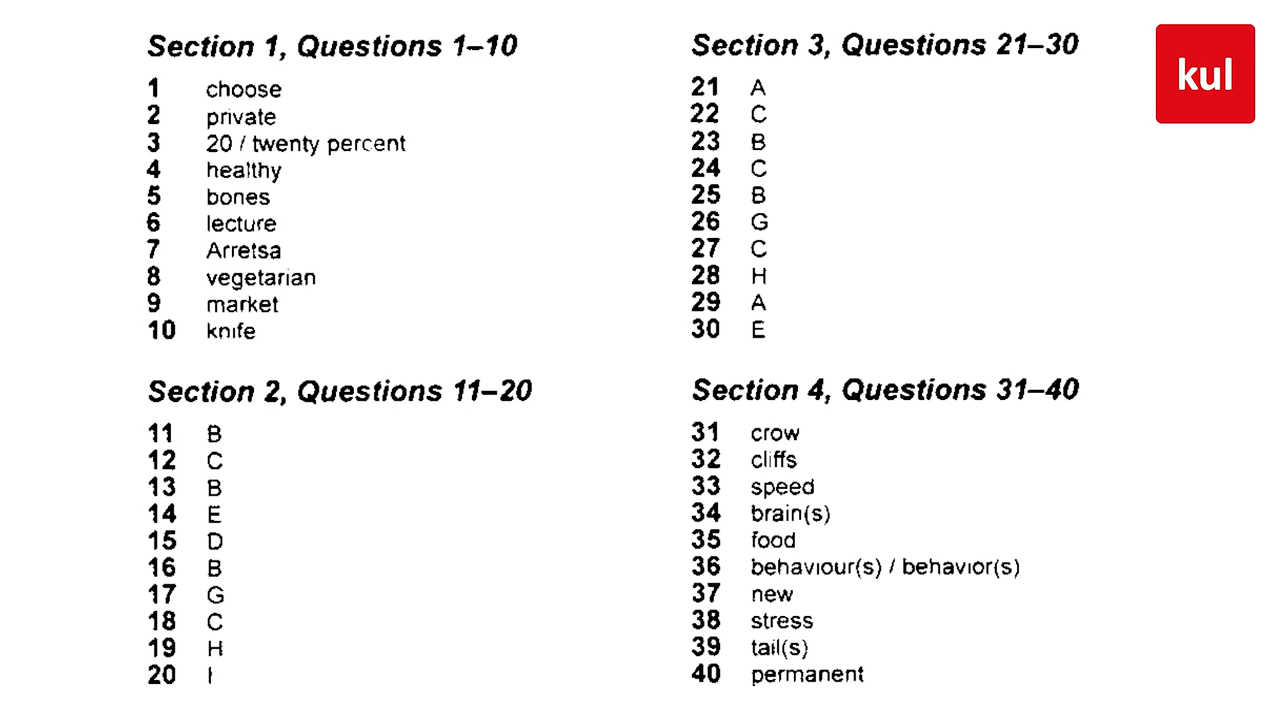 Section 1, Questions 1–10
1 choose
2 private
3 20 / twenty percent
4 healthy
5 bones
6 lecture
7 Arretsa
8 vegetarian
9 market
10 knife
Section 2, Questions 11–20
11 B
12 C
13 B
14 E
15 D
16 B
17 G
18 C
19 H
20 I
Section 3, Questions 21–30
21 A
22 C
23 B
24 C
25 B
26 G
27 C
28 H
29 A
30 E
Section 4, Questions 31–40
31 crow
32 cliffs
33 speed
34 brain(s)
35 food
36 behaviour(s) / behavior(s)
37 new
38 stress
39 tail(s)
40 permanent
kul